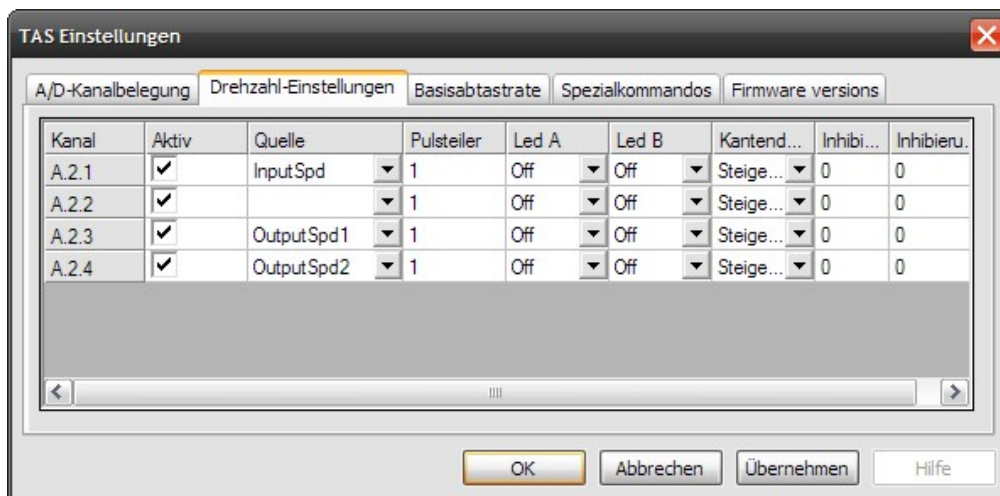 TAS Einstellungen
A/D-Kanalbelegung Drehzahl-Einstellungen Basisabtastrate Spezialkommandos Firmware versions
Kanal Aktiv Quelle Pulsteiler Led A Led B Kantend... Inhibi... Inhibieru.
A.2.1 InputSpd 1 Off Off Steige... 0 0
A.2.2 1 Off Off Steige... 0 0
A.2.3 OutputSpd1 1 Off Off Steige... 0 0
A.2.4 OutputSpd2 1 Off Off Steige... 0 0
OK Abbrechen Übernehmen Hilfe